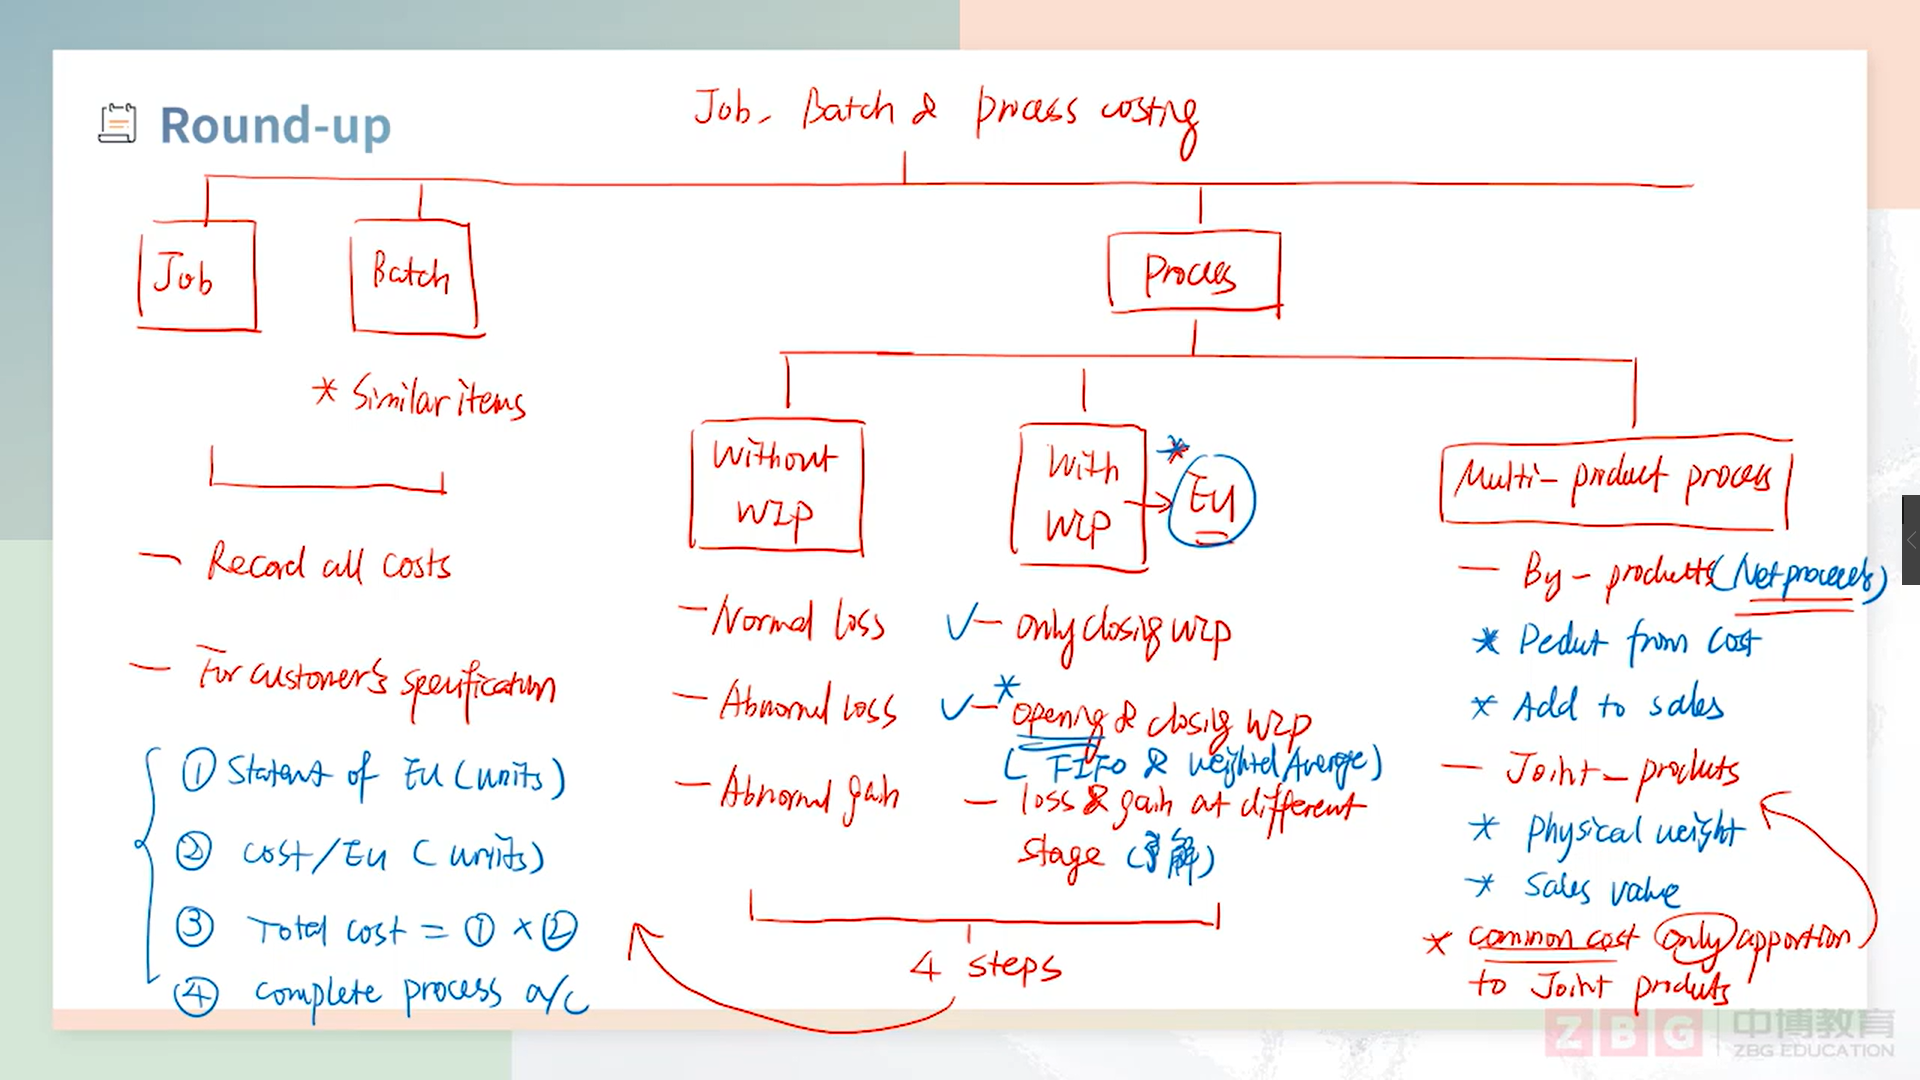 Round-up
Job, Batch & process costing
Job
Batch
Process
* Similar items
Without
WIP
With
WIP
* EU
Multi-product process
- Record all costs
- For customer's specification
- Normal loss
- Abnormal loss
- Abnormal gain
✓- only closing WIP
✓- * opening & closing WIP
( FIFO & weighted Average)
- loss & gain at different
stage (了解)
4 steps
- By-products (Net proceeds)
* Deduct from cost
* Add to sales
- Joint-products
* Physical weight
* Sales value
* common cost only apportion
to Joint products
① Statent of EU (units)
② cost/EU (units)
③ Total cost = ① × ②
④ complete process a/c
ZBG 中博教育
ZBG EDUCATION